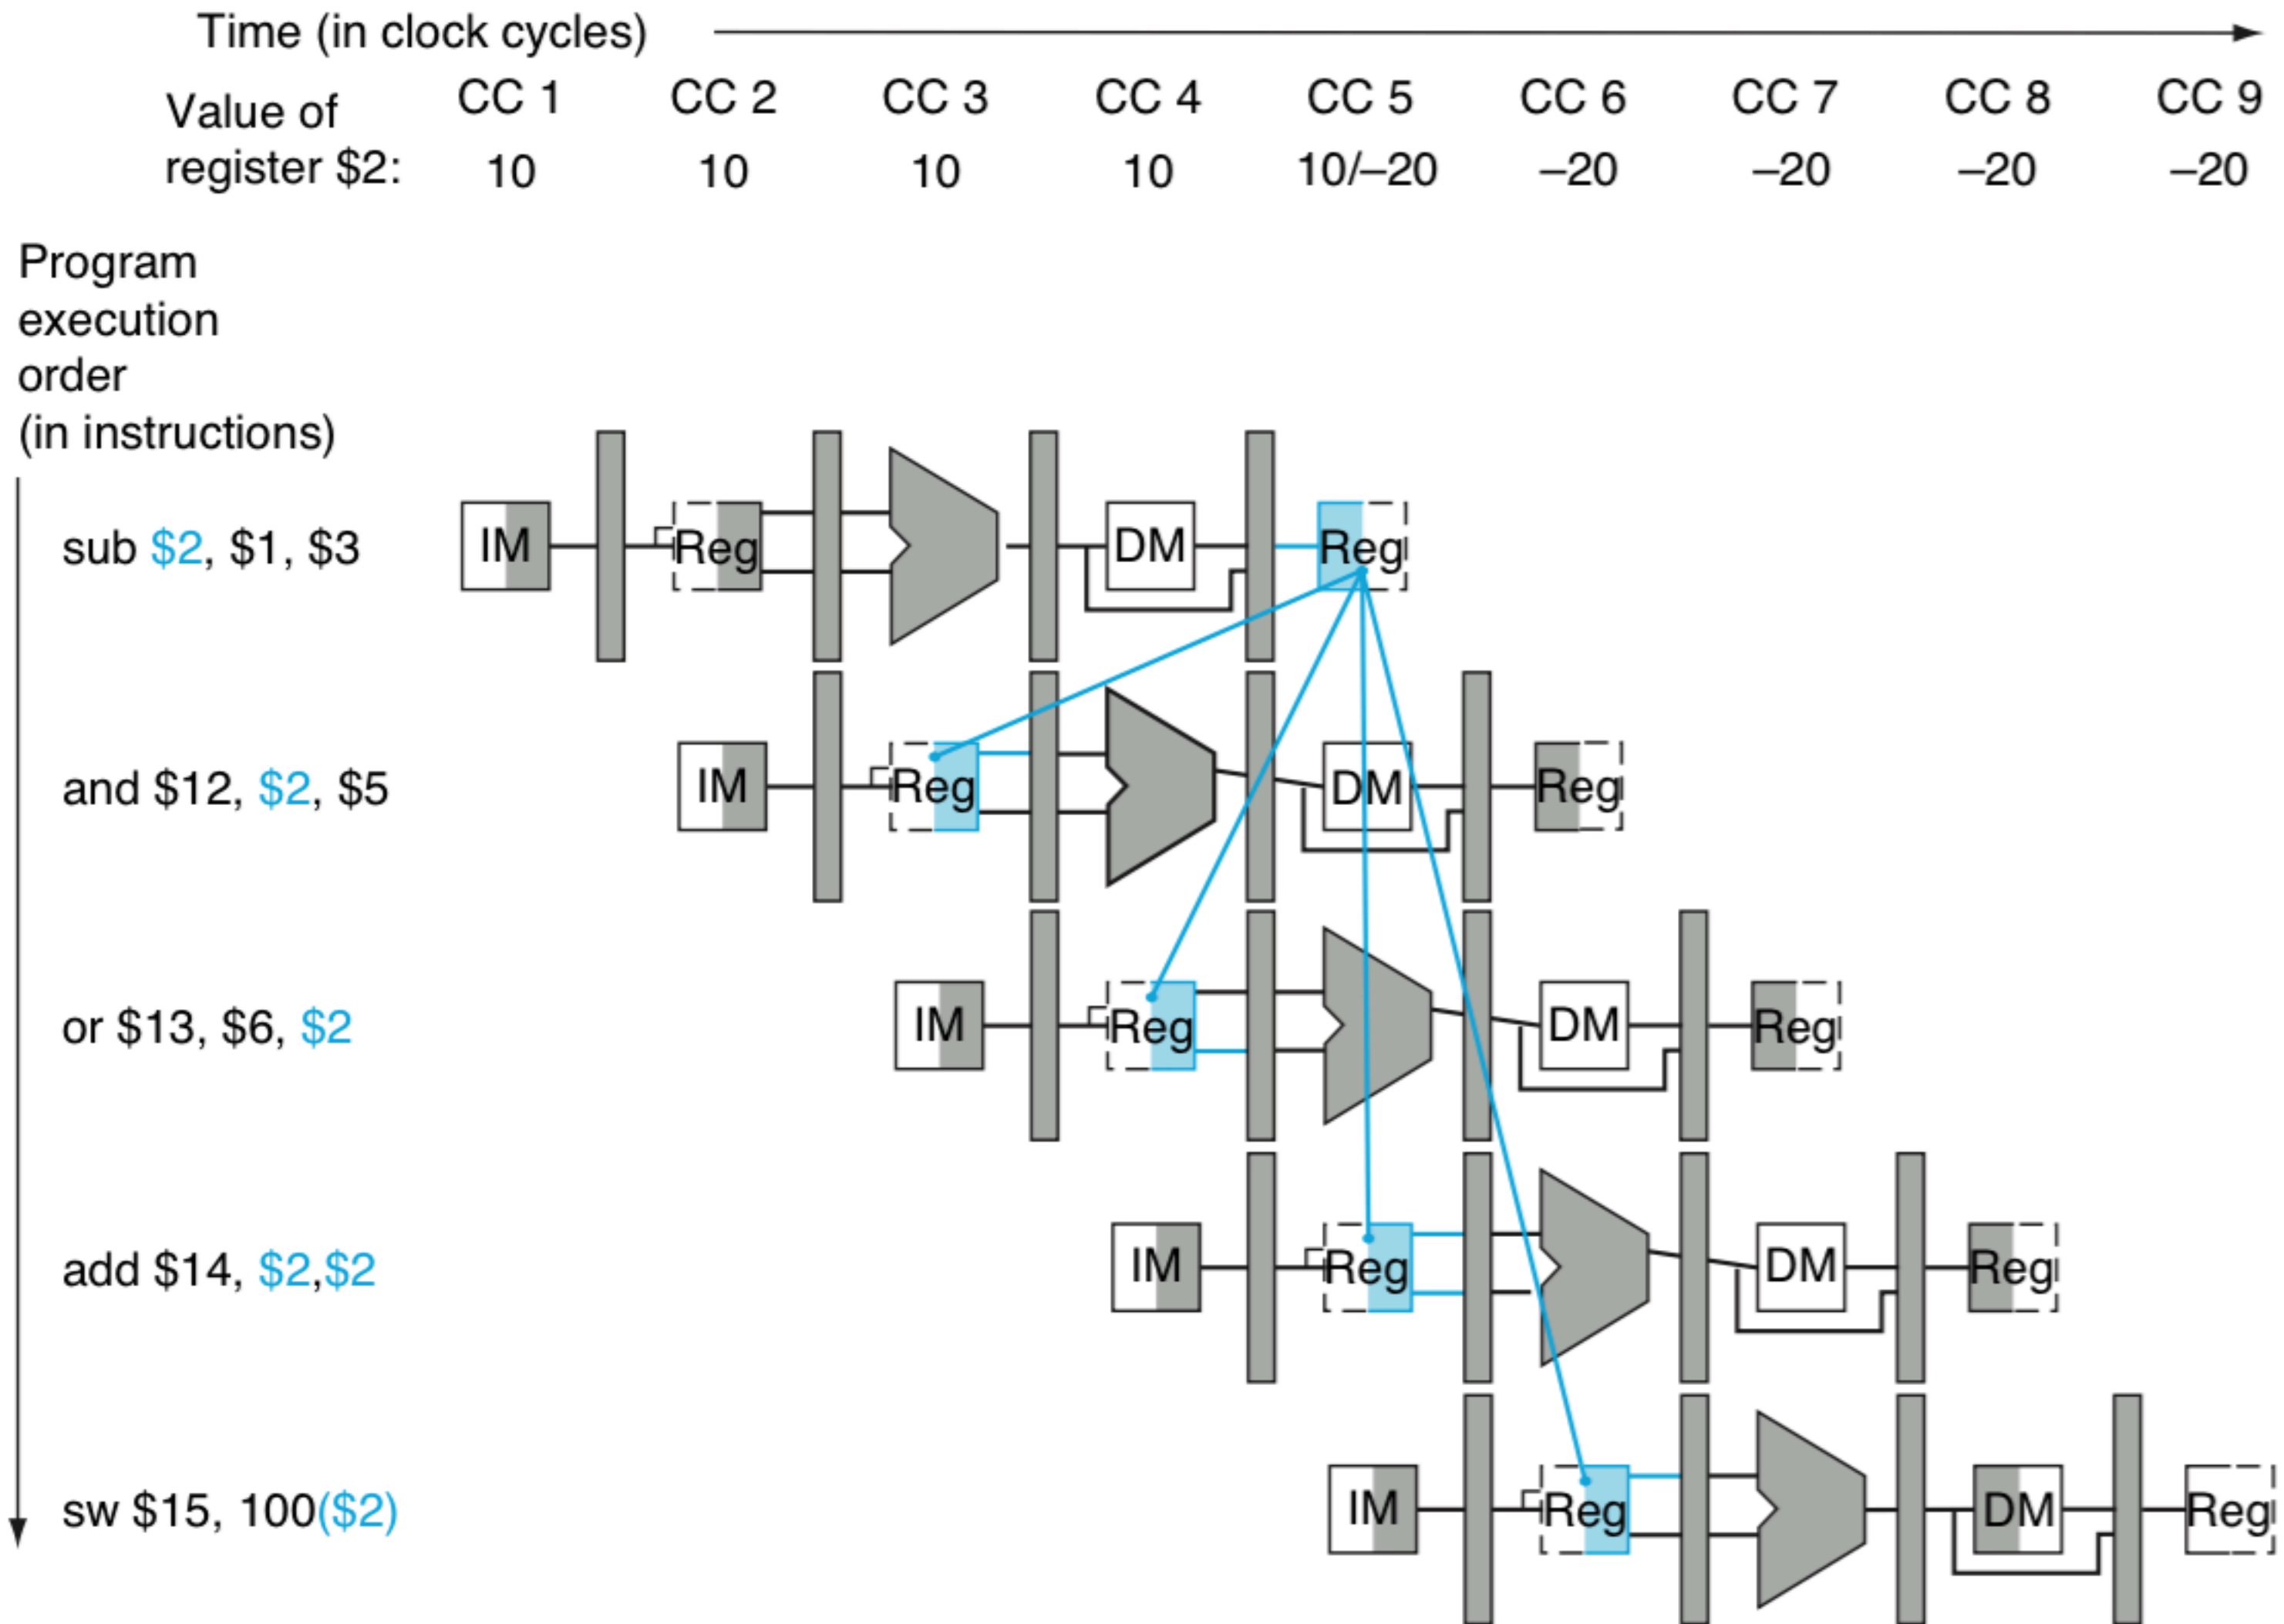 Time (in clock cycles)
Value of register $2:
CC 1 CC 2 CC 3 CC 4 CC 5 CC 6 CC 7 CC 8 CC 9
10 10 10 10 10/–20 –20 –20 –20 –20
Program
execution
order
(in instructions)
sub $2, $1, $3
IM Reg DM Reg
and $12, $2, $5
IM Reg DM Reg
or $13, $6, $2
IM Reg DM Reg
add $14, $2,$2
IM Reg DM Reg
sw $15, 100($2)
IM Reg DM Reg